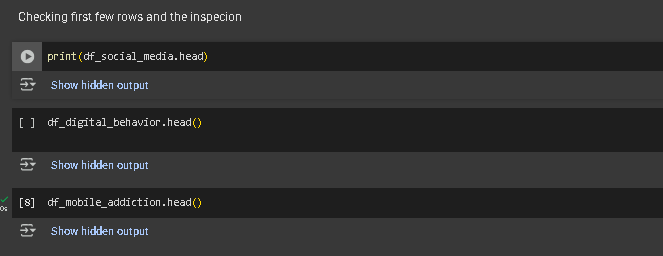 Checking first few rows and the inspecion
print(df_social_media.head)
Show hidden output
[ ] df_digital_behavior.head()
Show hidden output
[8] df_mobile_addiction.head()
0s
Show hidden output